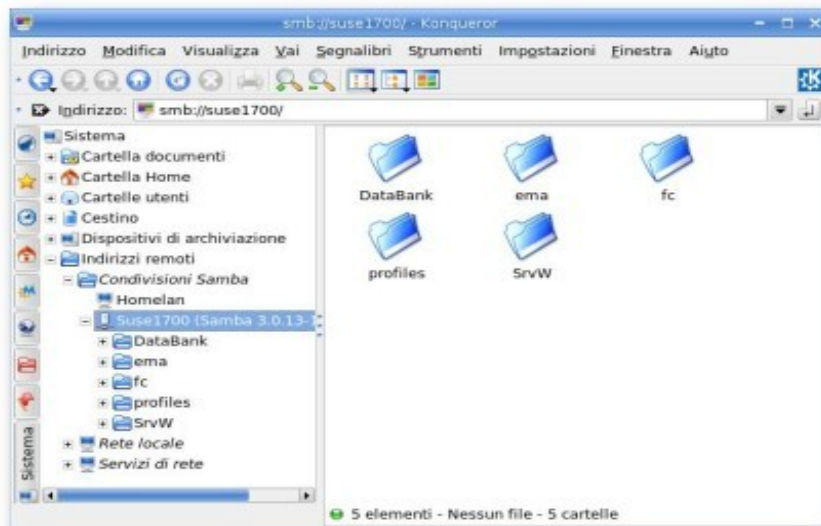 smb://suse1700/ - Konqueror
Indirizzo Modifica Visualizza Vai Segnalibri Strumenti Impostazioni Finestra Aiuto
Indirizzo: smb://suse1700/
Sistema
Cartella documenti
Cartella Home
Cartelle utenti
Cestino
Dispositivi di archiviazione
Indirizzi remoti
Condivisioni Samba
Homelan
Suse1700 (Samba 3.0.13-1
DataBank
ema
fc
profiles
SrvW
Rete locale
Servizi di rete
Sistema
DataBank ema fc
profiles SrvW
5 elementi - Nessun file - 5 cartelle